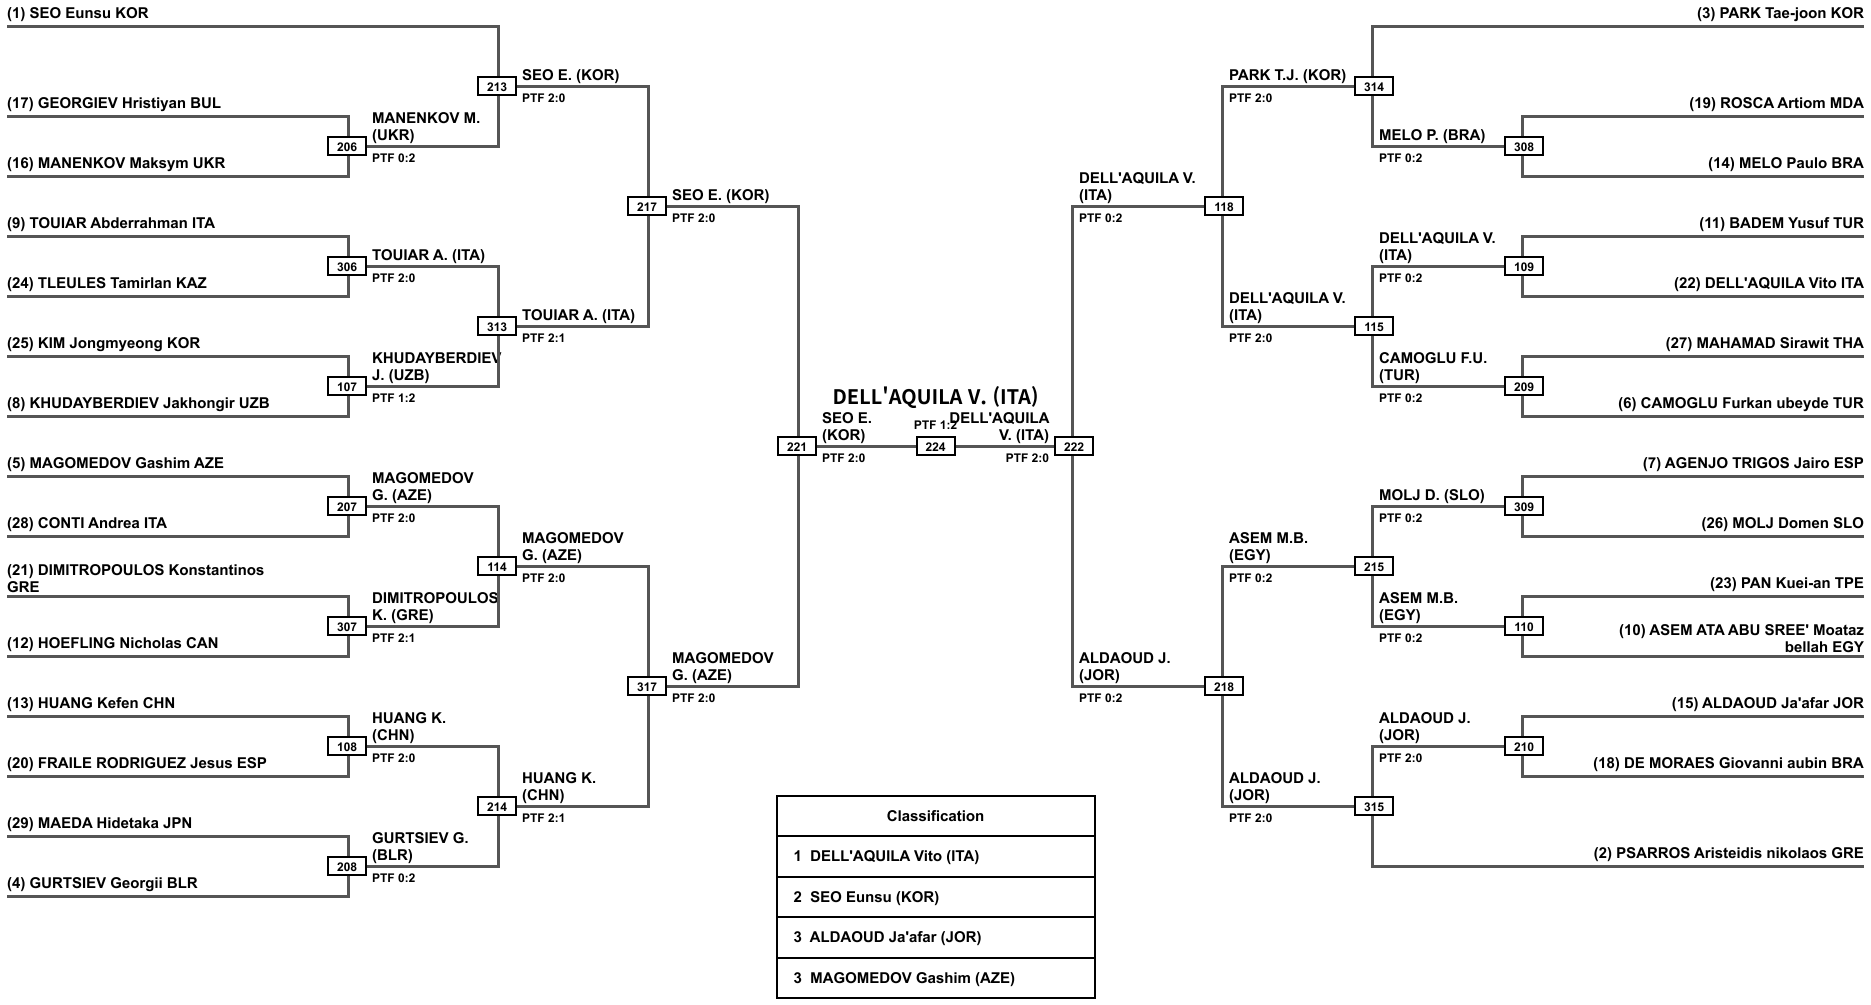 (1) SEO Eunsu KOR
(17) GEORGIEV Hristiyan BUL
(16) MANENKOV Maksym UKR
(9) TOUIAR Abderrahman ITA
(24) TLEULES Tamirlan KAZ
(25) KIM Jongmyeong KOR
(8) KHUDAYBERDIEV Jakhongir UZB
(5) MAGOMEDOV Gashim AZE
(28) CONTI Andrea ITA
(21) DIMITROPOULOS Konstantinos
GRE
(12) HOEFLING Nicholas CAN
(13) HUANG Kefen CHN
(20) FRAILE RODRIGUEZ Jesus ESP
(29) MAEDA Hidetaka JPN
(4) GURTSIEV Georgii BLR
206
MANENKOV M.
(UKR)
PTF 0:2
306
TOUIAR A. (ITA)
PTF 2:0
107
KHUDAYBERDIEV
J. (UZB)
PTF 1:2
207
MAGOMEDOV
G. (AZE)
PTF 2:0
307
DIMITROPOULOS
K. (GRE)
PTF 2:1
108
HUANG K.
(CHN)
PTF 2:0
208
GURTSIEV G.
(BLR)
PTF 0:2
213
SEO E. (KOR)
PTF 2:0
313
TOUIAR A. (ITA)
PTF 2:1
114
MAGOMEDOV
G. (AZE)
PTF 2:0
214
HUANG K.
(CHN)
PTF 2:1
217
SEO E. (KOR)
PTF 2:0
317
MAGOMEDOV
G. (AZE)
PTF 2:0
DELL'AQUILA V. (ITA)
221
SEO E.
(KOR)
PTF 2:0
PTF 1:2
224
DELL'AQUILA
V. (ITA)
PTF 2:0
222
DELL'AQUILA V.
(ITA)
PTF 0:2
118
ALDAOUD J.
(JOR)
PTF 0:2
218
PARK T.J. (KOR)
PTF 2:0
314
DELL'AQUILA V.
(ITA)
PTF 2:0
115
ASEM M.B.
(EGY)
PTF 0:2
215
ALDAOUD J.
(JOR)
PTF 2:0
315
MELO P. (BRA)
PTF 0:2
308
DELL'AQUILA V.
(ITA)
PTF 0:2
109
CAMOGLU F.U.
(TUR)
PTF 0:2
209
MOLJ D. (SLO)
PTF 0:2
309
ASEM M.B.
(EGY)
PTF 0:2
110
ALDAOUD J.
(JOR)
PTF 2:0
210
(3) PARK Tae-joon KOR
(19) ROSCA Artiom MDA
(14) MELO Paulo BRA
(11) BADEM Yusuf TUR
(22) DELL'AQUILA Vito ITA
(27) MAHAMAD Sirawit THA
(6) CAMOGLU Furkan ubeyde TUR
(7) AGENJO TRIGOS Jairo ESP
(26) MOLJ Domen SLO
(23) PAN Kuei-an TPE
(10) ASEM ATA ABU SREE' Moataz
bellah EGY
(15) ALDAOUD Ja'afar JOR
(18) DE MORAES Giovanni aubin BRA
(2) PSARROS Aristeidis nikolaos GRE
Classification
1 DELL'AQUILA Vito (ITA)
2 SEO Eunsu (KOR)
3 ALDAOUD Ja'afar (JOR)
3 MAGOMEDOV Gashim (AZE)